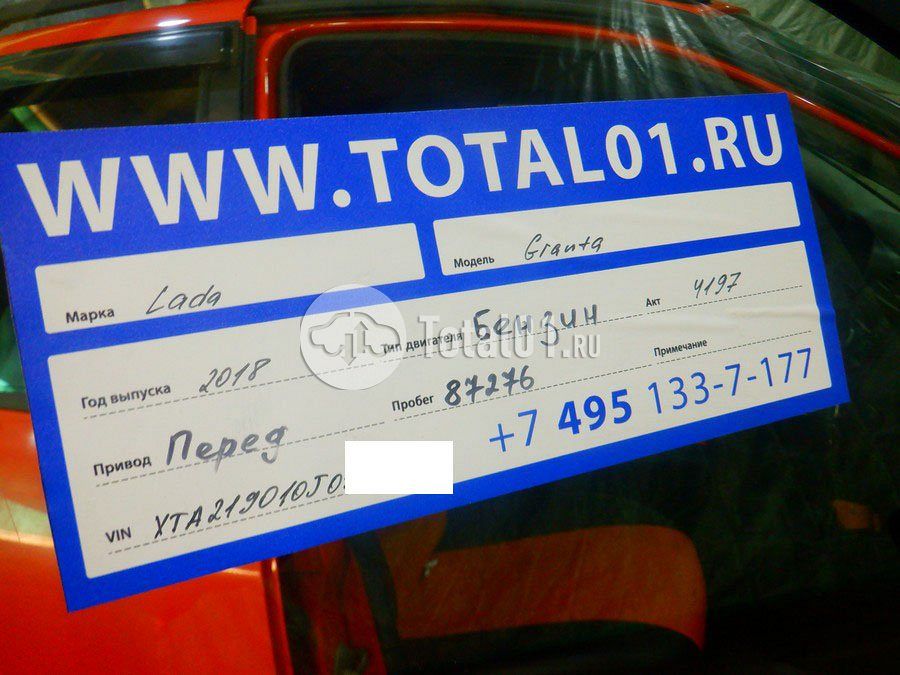 WWW.TOTAL01.RU
Марка Lada Модель Granta
Год выпуска 2018 Тип двигателя Бензин Акт 4197
Привод Перед Пробег 87276 Примечание
VIN XTA219010J0 +7 495 133-7-177
Total01.RU